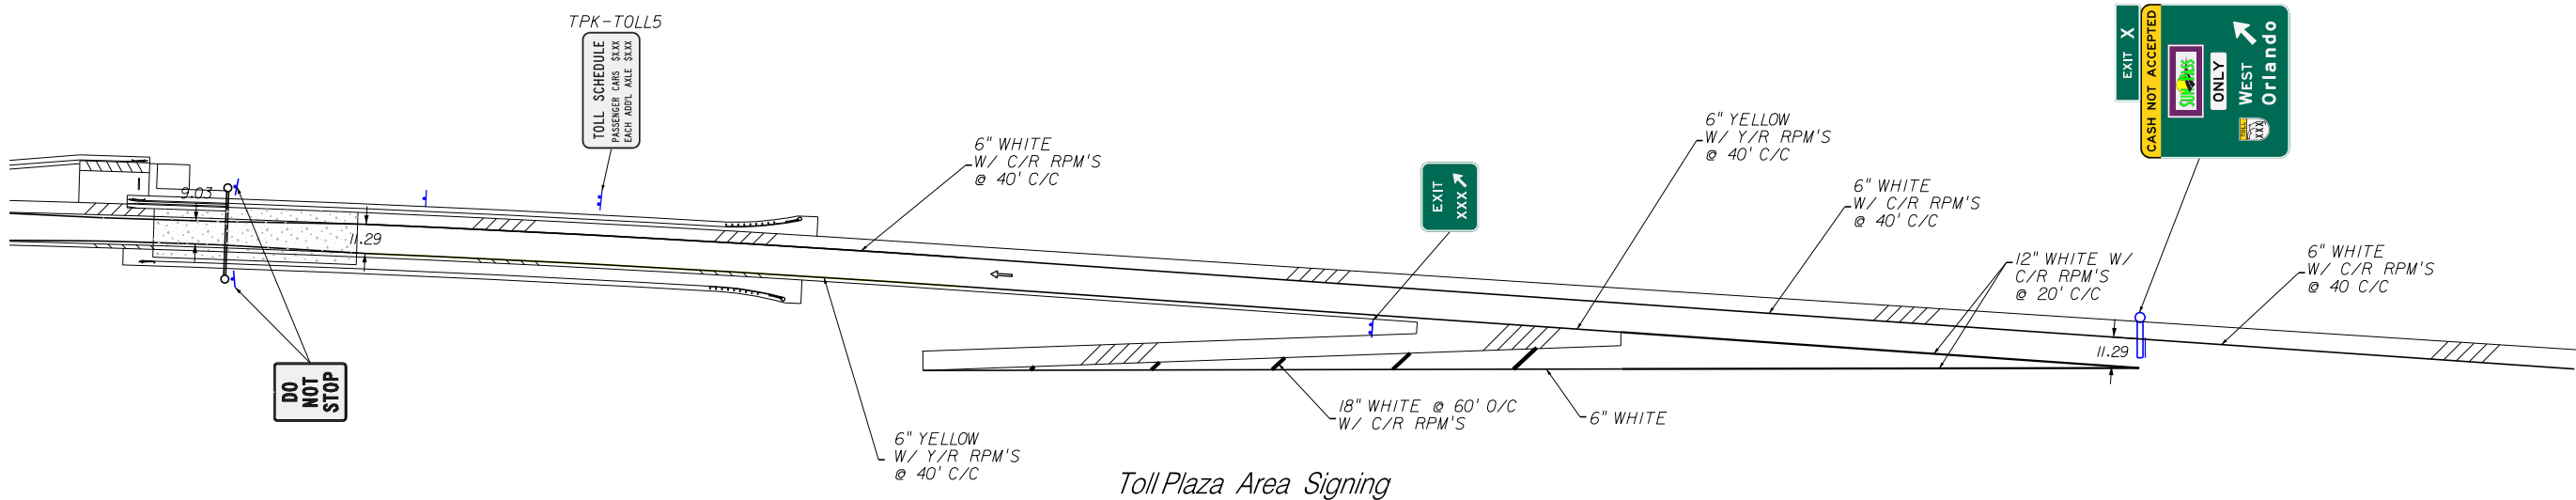 TPK-TOLL5
TOLL SCHEDULE
PASSENGER CARS $X.XX
EACH ADD'L AXLE $X.XX
9.03
11.29
DO
NOT
STOP
6" WHITE
W/ C/R RPM'S
@ 40' C/C
6" YELLOW
W/ Y/R RPM'S
@ 40' C/C
EXIT
XXX
6" YELLOW
W/ Y/R RPM'S
@ 40' C/C
6" WHITE
W/ C/R RPM'S
@ 40' C/C
18" WHITE @ 60' O/C
W/ C/R RPM'S
6" WHITE
12" WHITE W/
C/R RPM'S
@ 20' C/C
EXIT X
CASH NOT ACCEPTED
SUNPASS
ONLY
WEST
Orlando
TOLL
XXX
11.29
6" WHITE
W/ C/R RPM'S
@ 40 C/C
Toll Plaza Area Signing